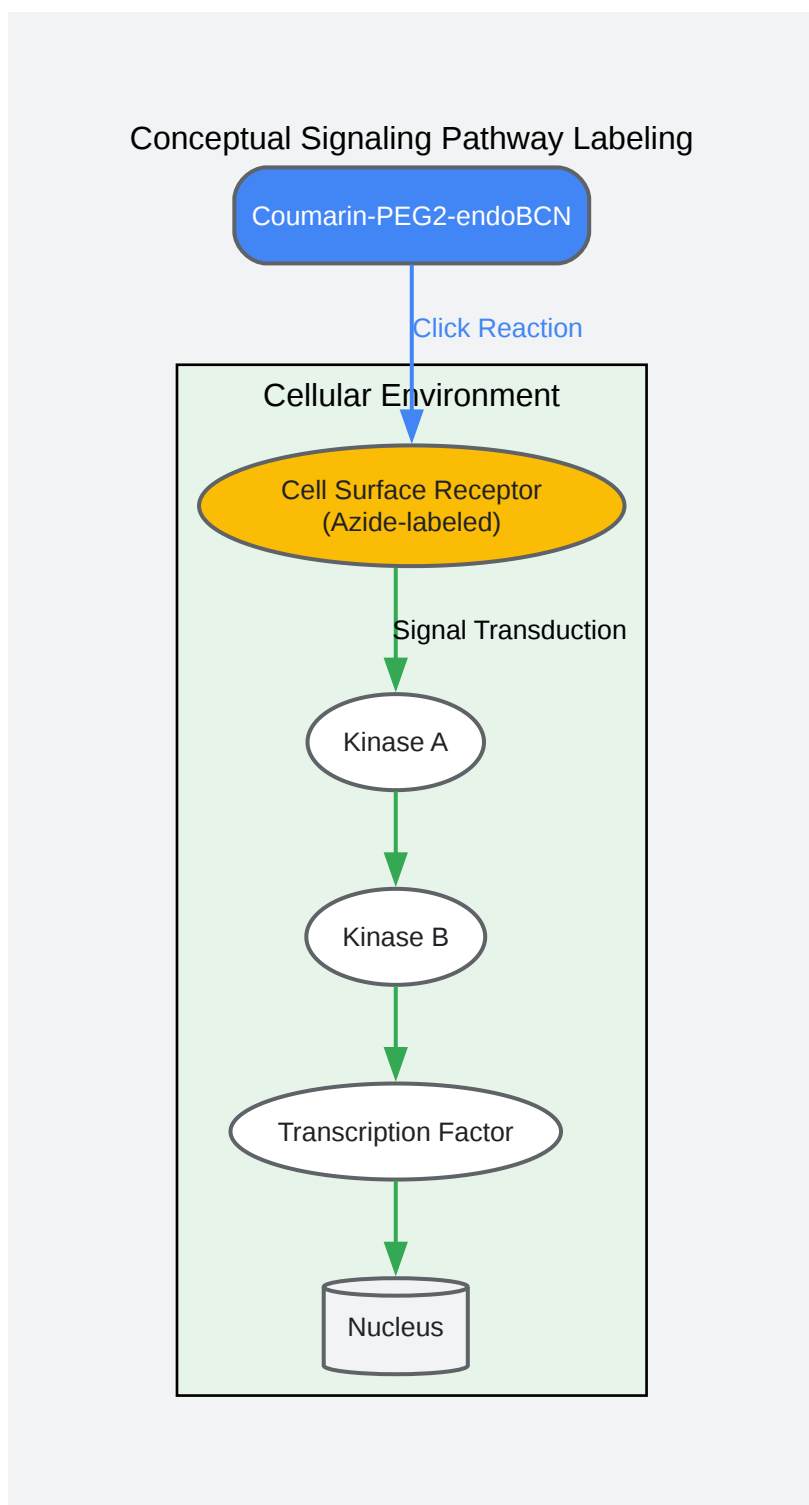 Conceptual Signaling Pathway Labeling
Coumarin-PEG2-endoBCN
Click Reaction
Cellular Environment
Cell Surface Receptor
(Azide-labeled)
Signal Transduction
Kinase A
Kinase B
Transcription Factor
Nucleus